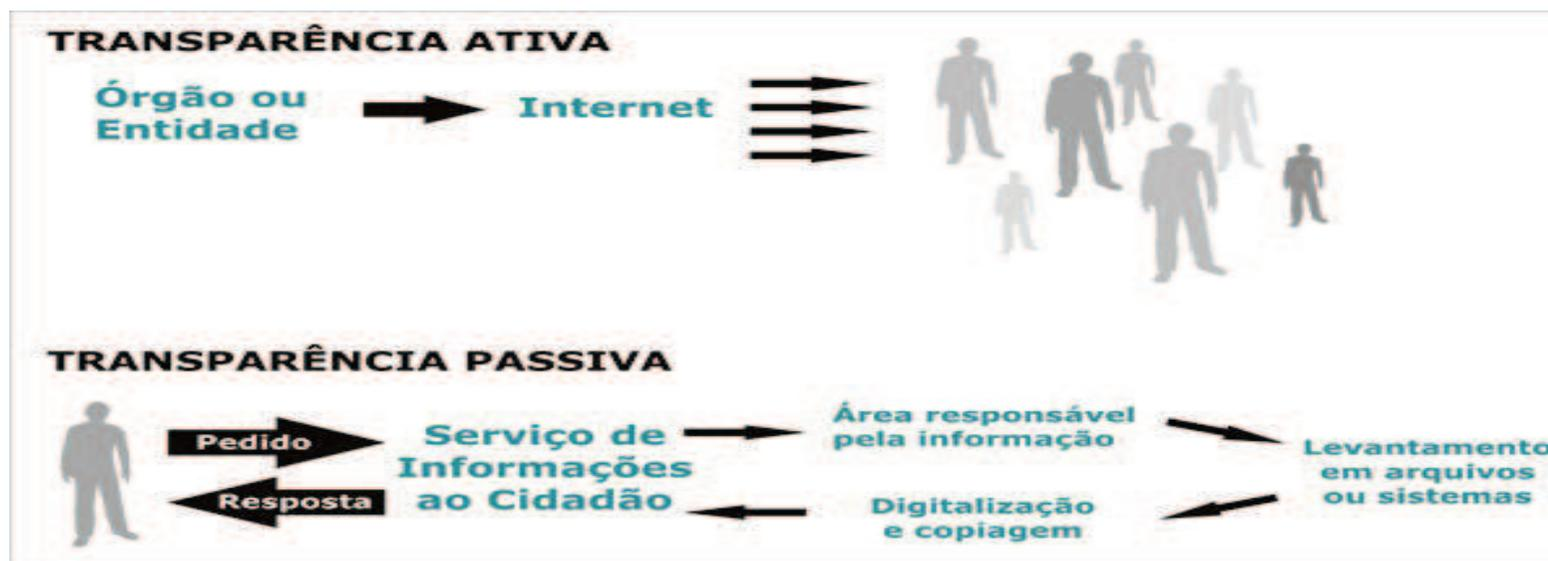 TRANSPARÊNCIA ATIVA
Órgão ou
Entidade
Internet
TRANSPARÊNCIA PASSIVA
Pedido
Resposta
Serviço de
Informações
ao Cidadão
Área responsável
pela informação
Levantamento
em arquivos
ou sistemas
Digitalização
e copiagem